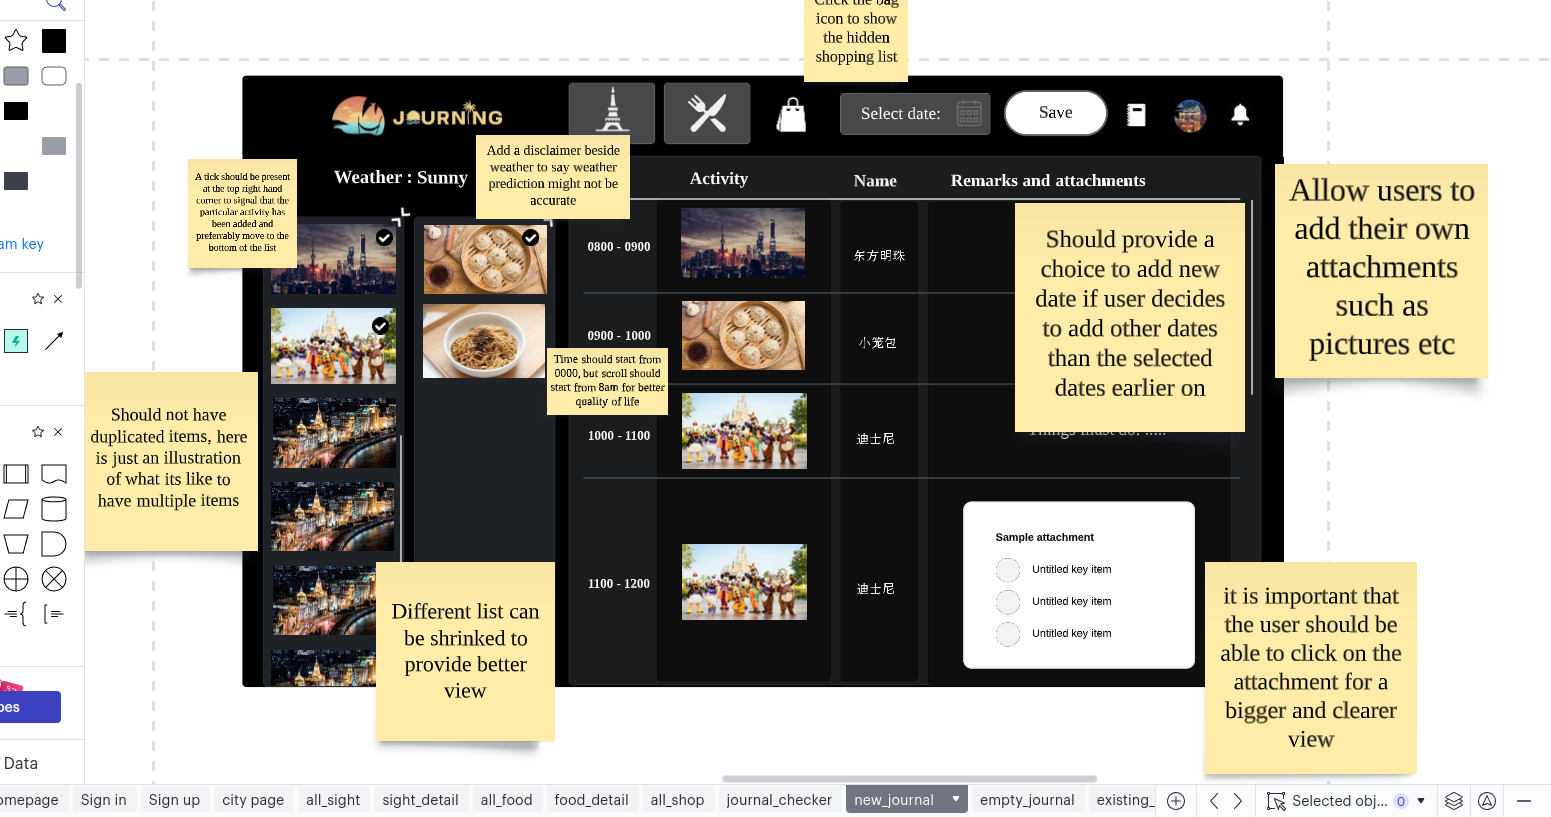 Click the bag
icon to show
the hidden
shopping list
JOURNING
Select date:
Save
A tick should be present
at the top right hand
corner to signal that the
particular activity has
been added and
preferrably move to the
bottom of the list
Weather : Sunny
Add a disclaimer beside
weather to say weather
prediction might not be
accurate
Activity
Name
Remarks and attachments
Allow users to
add their own
attachments
such as
pictures etc
Should provide a
choice to add new
date if user decides
to add other dates
than the selected
dates earlier on
0800 - 0900
东方明珠
0900 - 1000
小笼包
Time should start from
0000, but scroll should
start from 8am for better
quality of life
1000 - 1100
迪士尼
Things must do: .....
Should not have
duplicated items, here
is just an illustration
of what its like to
have multiple items
1100 - 1200
迪士尼
Sample attachment
Untitled key item
Untitled key item
Untitled key item
Different list can
be shrinked to
provide better
view
it is important that
the user should be
able to click on the
attachment for a
bigger and clearer
view
am key
pes
Data
omepage
Sign in
Sign up
city page
all_sight
sight_detail
all_food
food_detail
all_shop
journal_checker
new_journal
empty_journal
existing_
Selected obj...
0